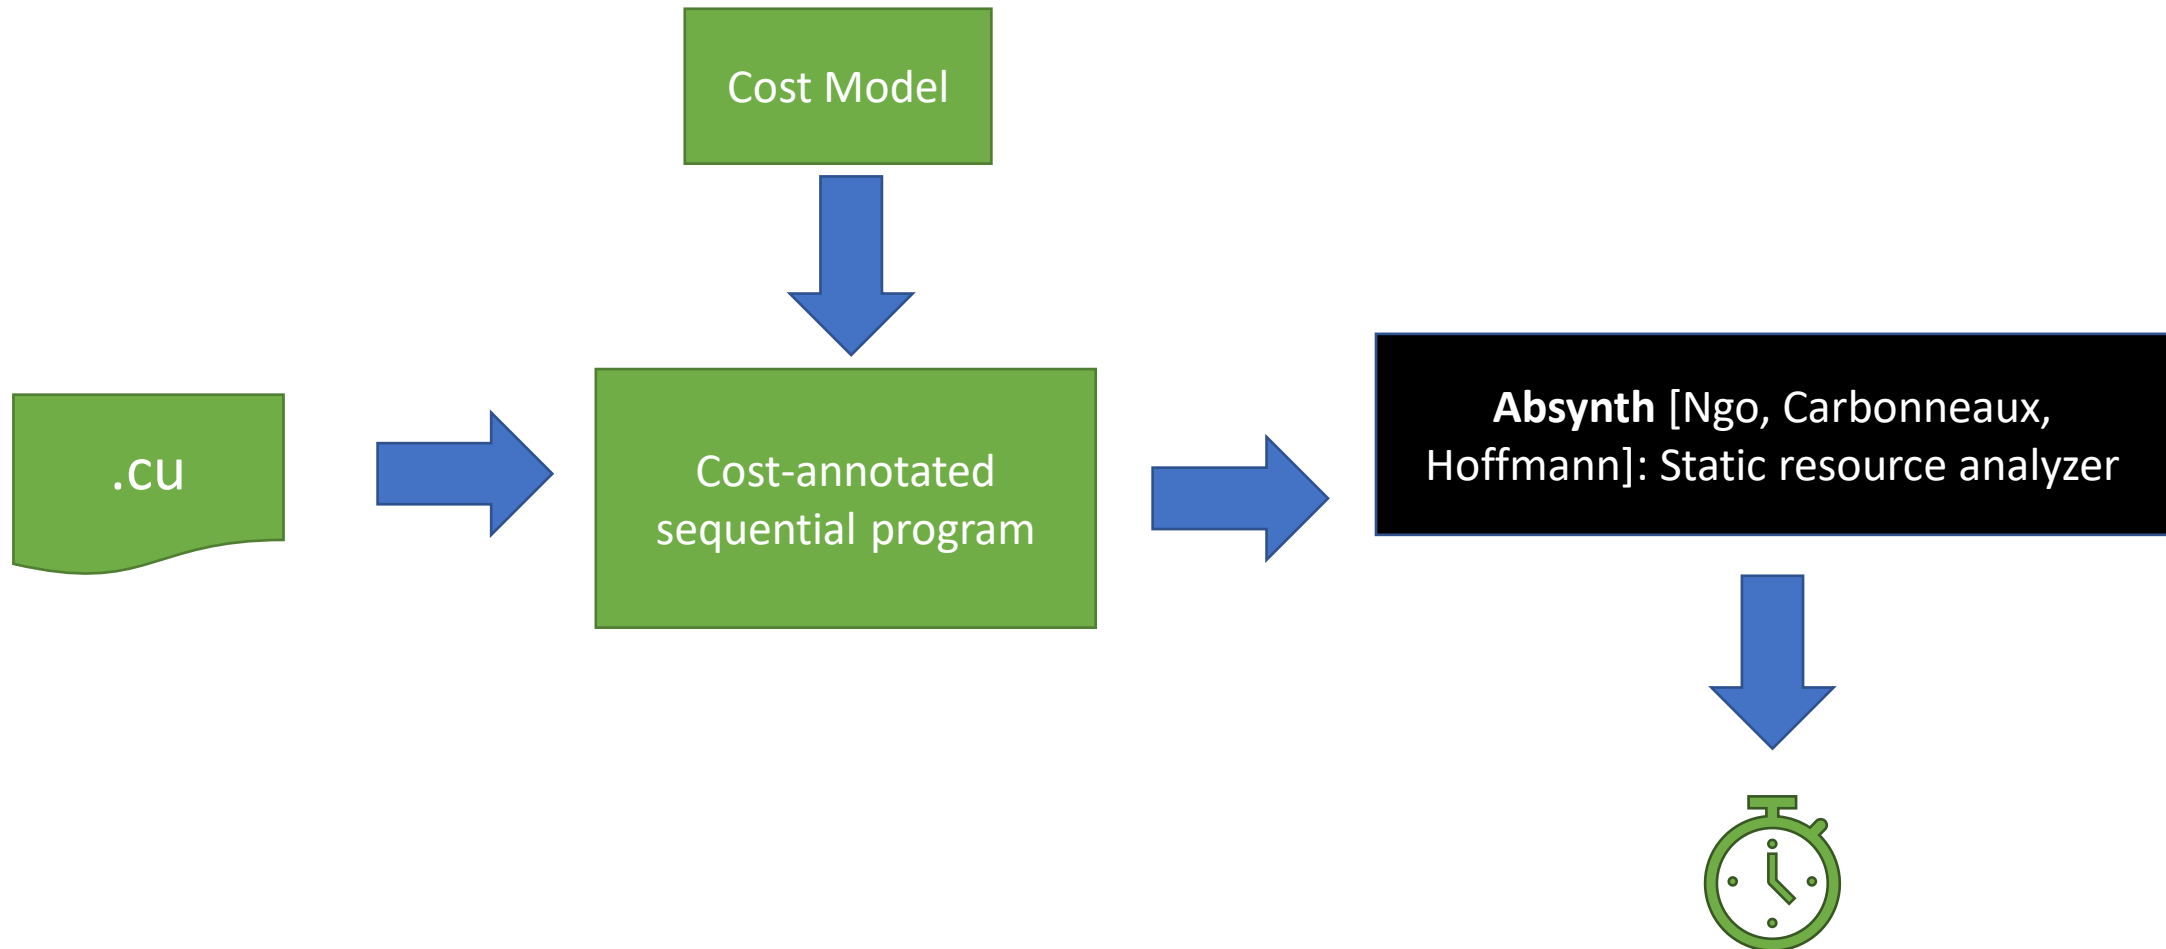 Cost Model
.cu
Cost-annotated
sequential program
Absynth [Ngo, Carbonneaux,
Hoffmann]: Static resource analyzer